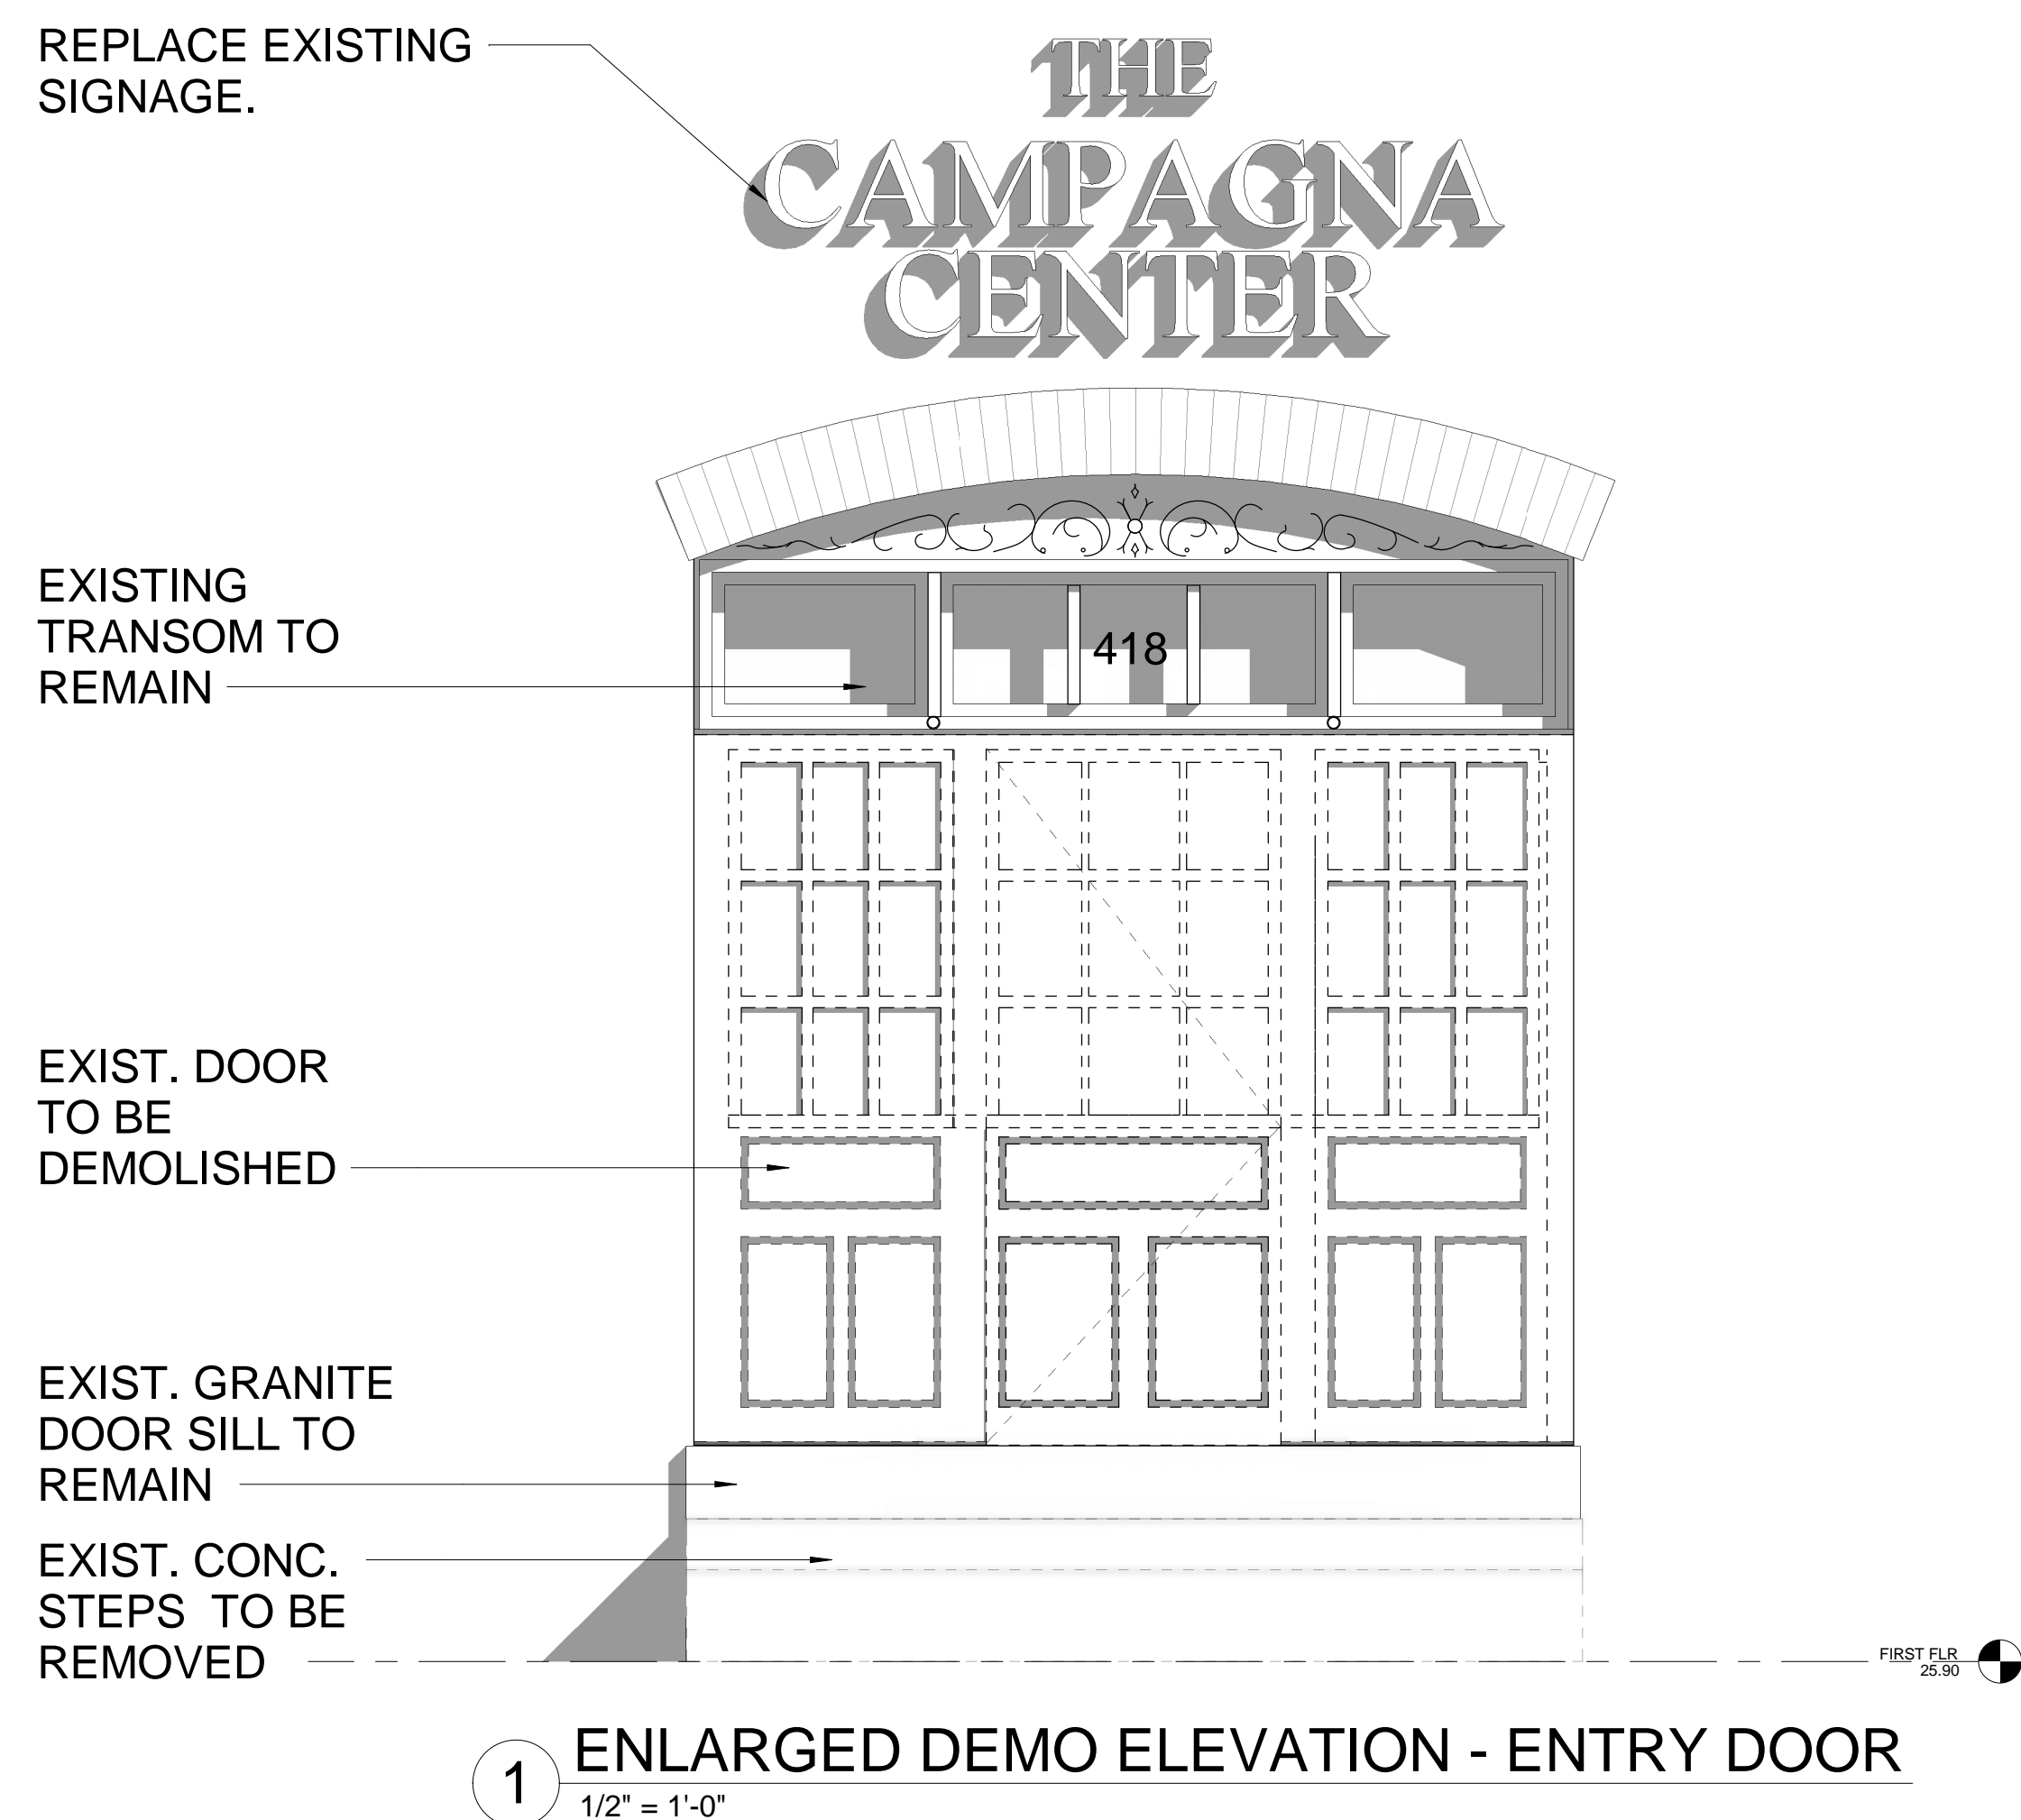 REPLACE EXISTING
SIGNAGE.
THE
CAMPAGNA
CENTER
EXISTING
TRANSOM TO
REMAIN
418
EXIST. DOOR
TO BE
DEMOLISHED
EXIST. GRANITE
DOOR SILL TO
REMAIN
EXIST. CONC.
STEPS TO BE
REMOVED
FIRST FLR
25.90
1
ENLARGED DEMO ELEVATION - ENTRY DOOR
1/2" = 1'-0"